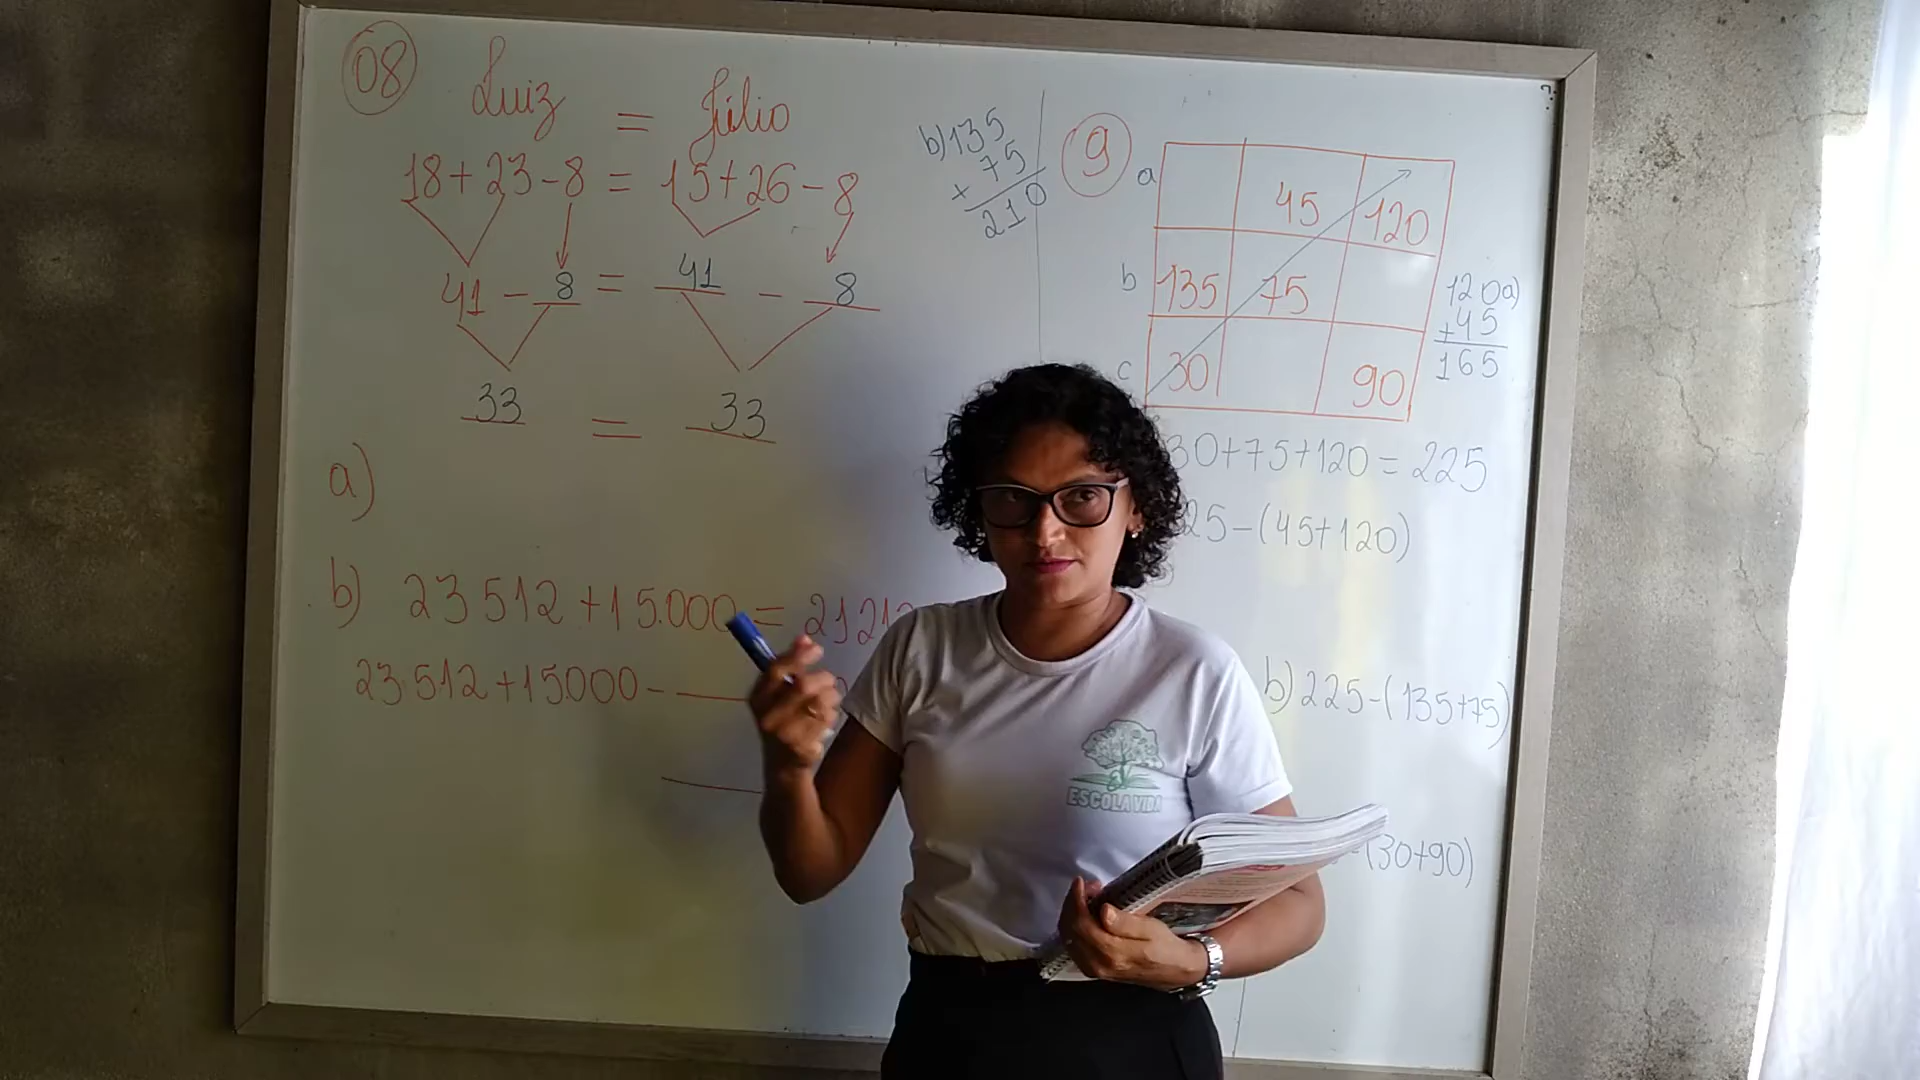 08
Luiz = Júlio
18+23-8 = 15+26-8
41 - 8 = 41 - 8
33 = 33
a)
b) 23 512 +15.000 = 21212
23.512 +15000 -
b) 135
+ 75
210
9
a 45 120
b 135 75
c 30 90
120 a)
+45
165
30+75+120 = 225
25-(45+120)
b) 225-(135+75)
-(30+90)
ESCOLA VIDA